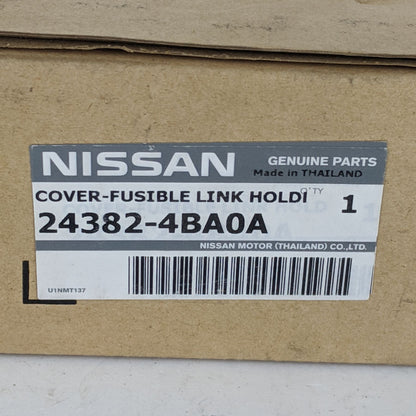 NISSAN GENUINE PARTS
Made in THAILAND
COVER-FUSIBLE LINK HOLDI Q'TY 1
24382-4BA0A
NISSAN MOTOR (THAILAND) CO.,LTD.
U1NMT137